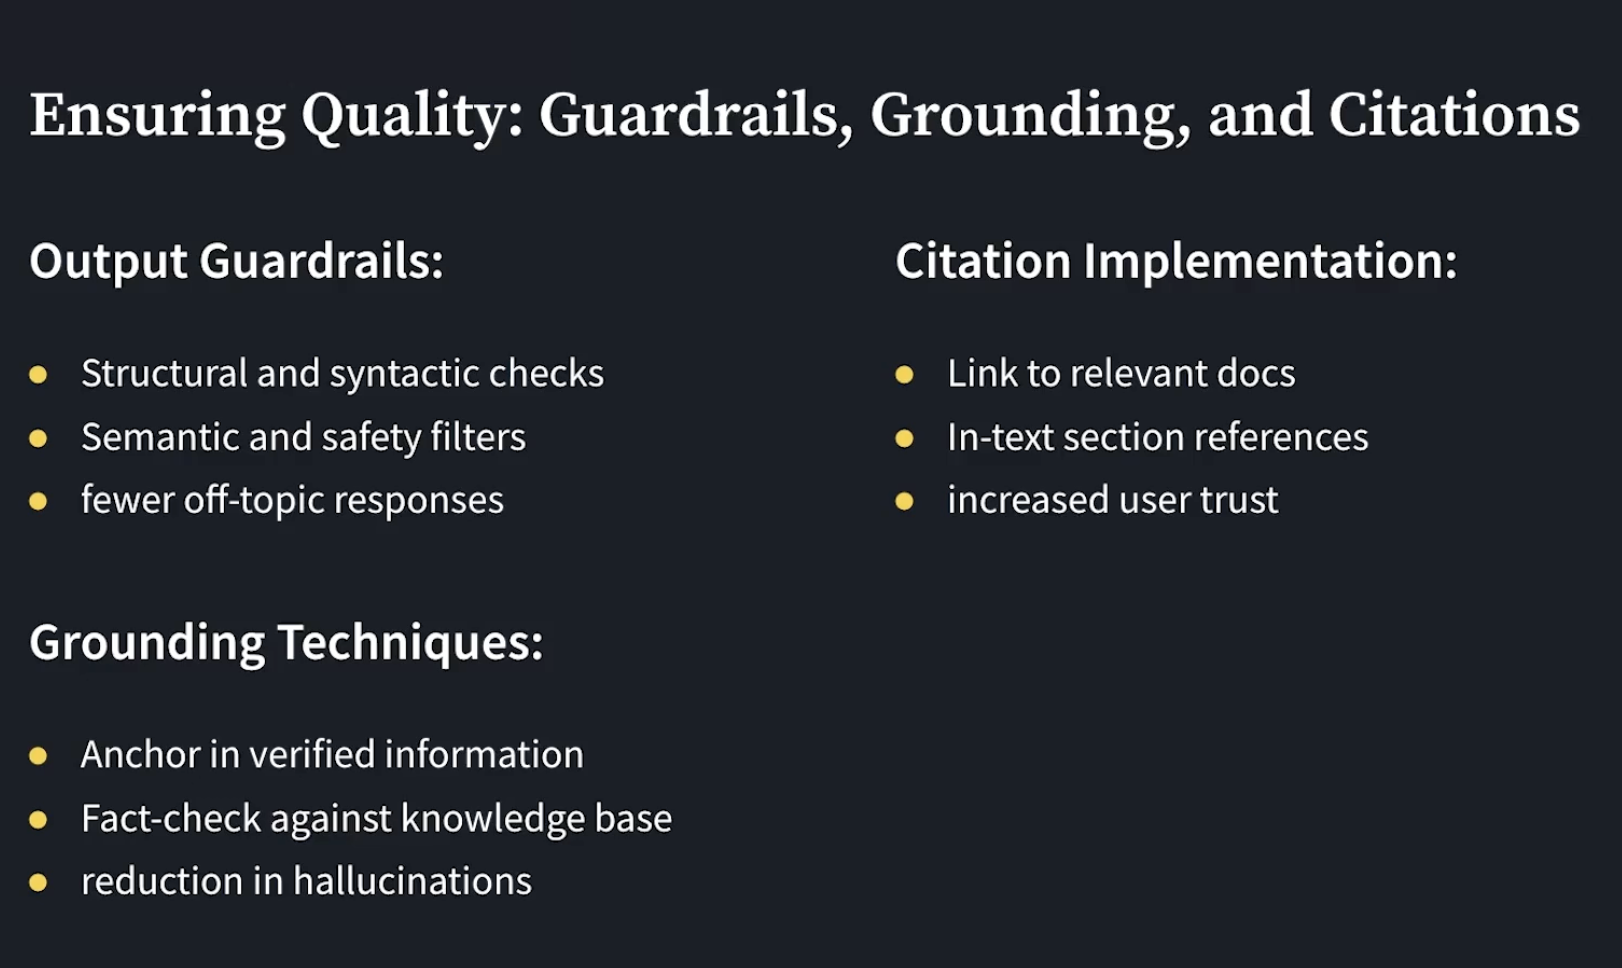 Ensuring Quality: Guardrails, Grounding, and Citations
Output Guardrails:
Structural and syntactic checks
Semantic and safety filters
fewer off-topic responses
Grounding Techniques:
Anchor in verified information
Fact-check against knowledge base
reduction in hallucinations
Citation Implementation:
Link to relevant docs
In-text section references
increased user trust